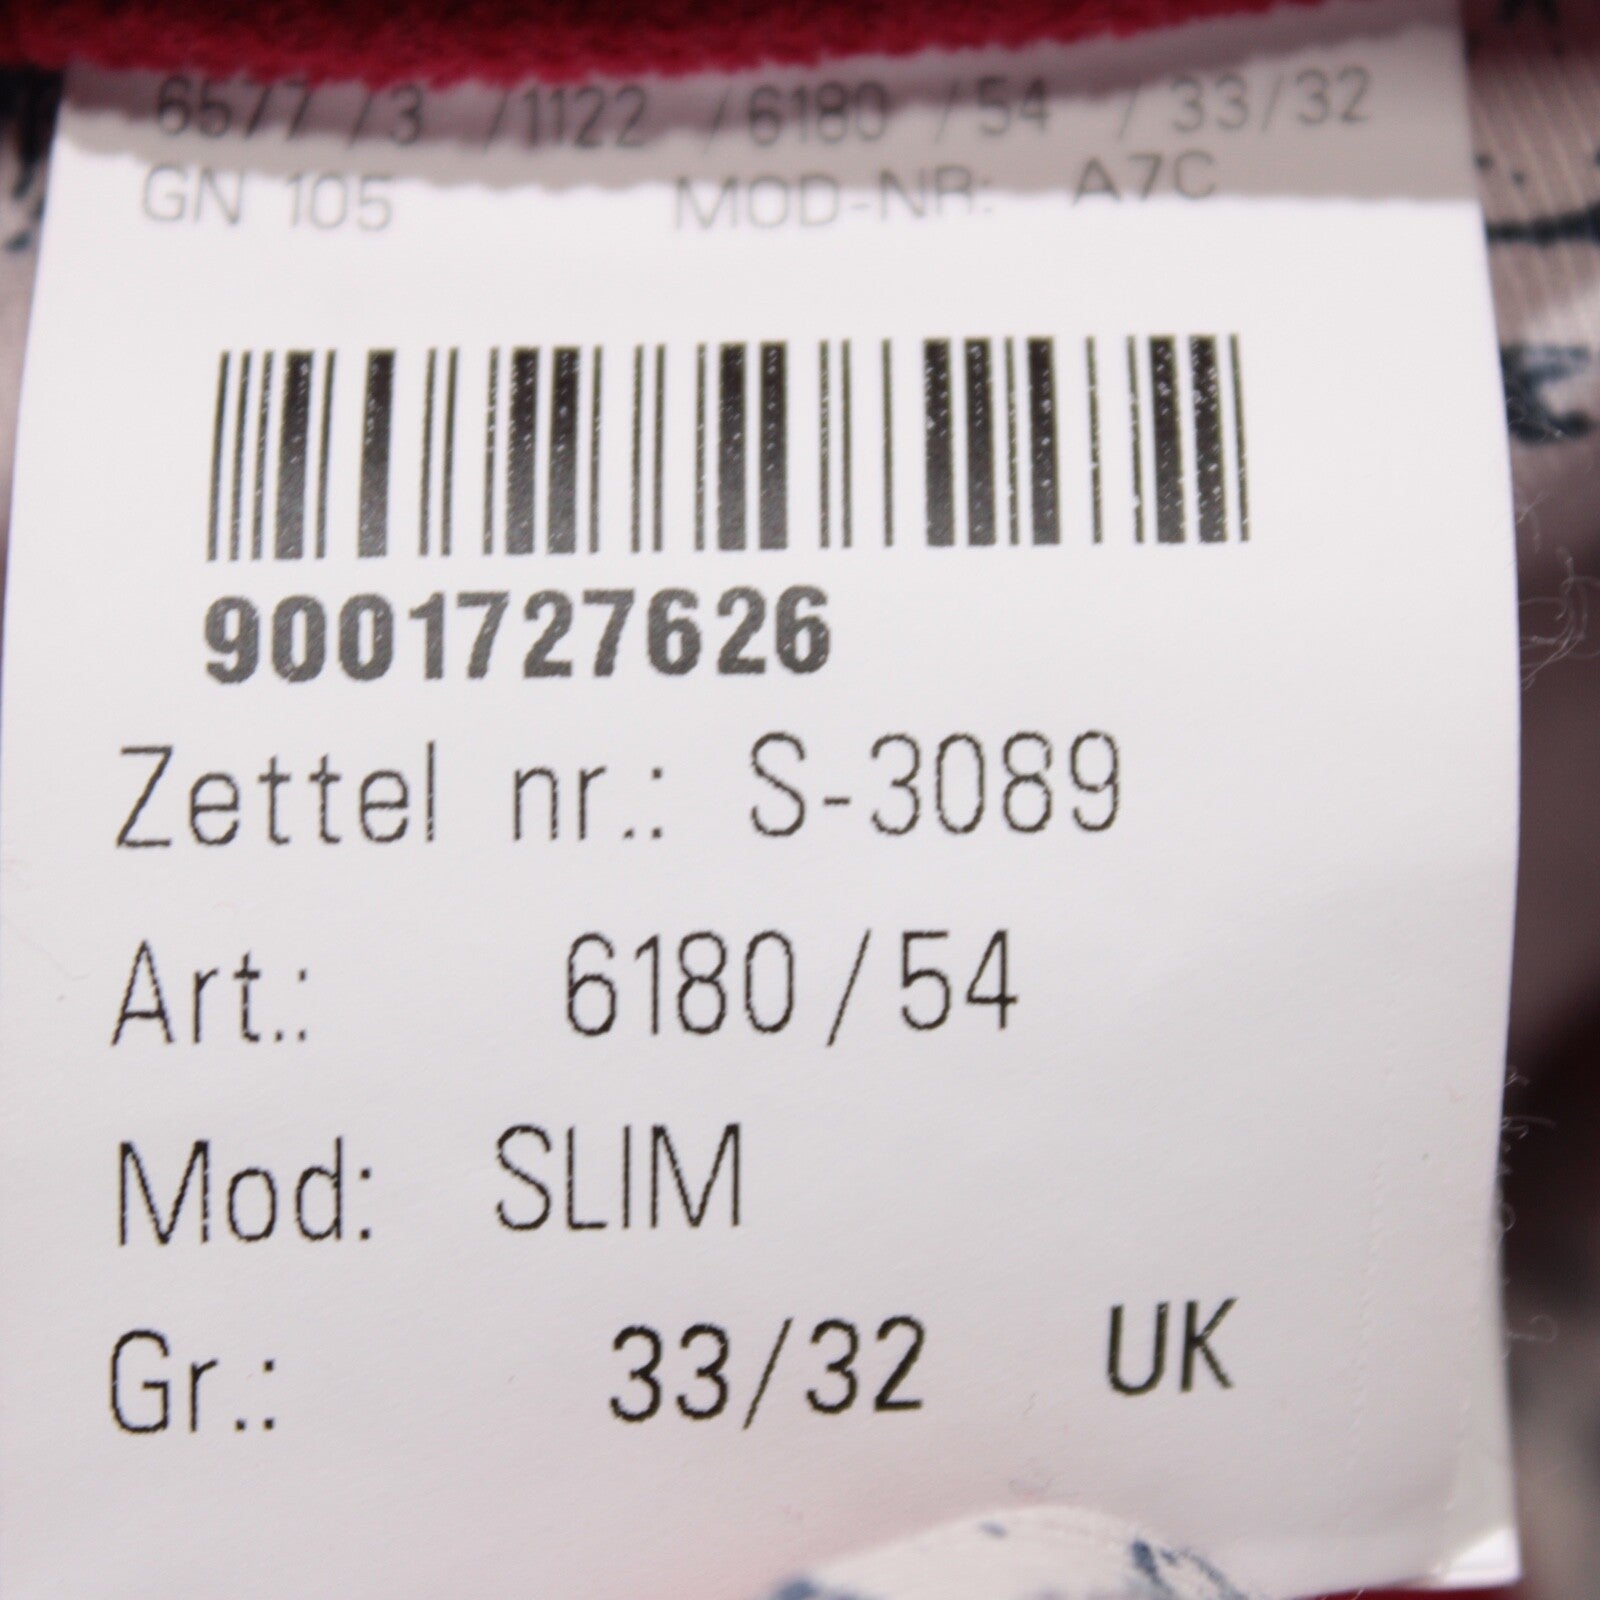 6577 /3 /1122 /6180 /54 / 33/32
GN 105 MOD-NR: A7C
9001727626
Zettel nr.: S-3089
Art.: 6180 / 54
Mod: SLIM
Gr.: 33/32 UK